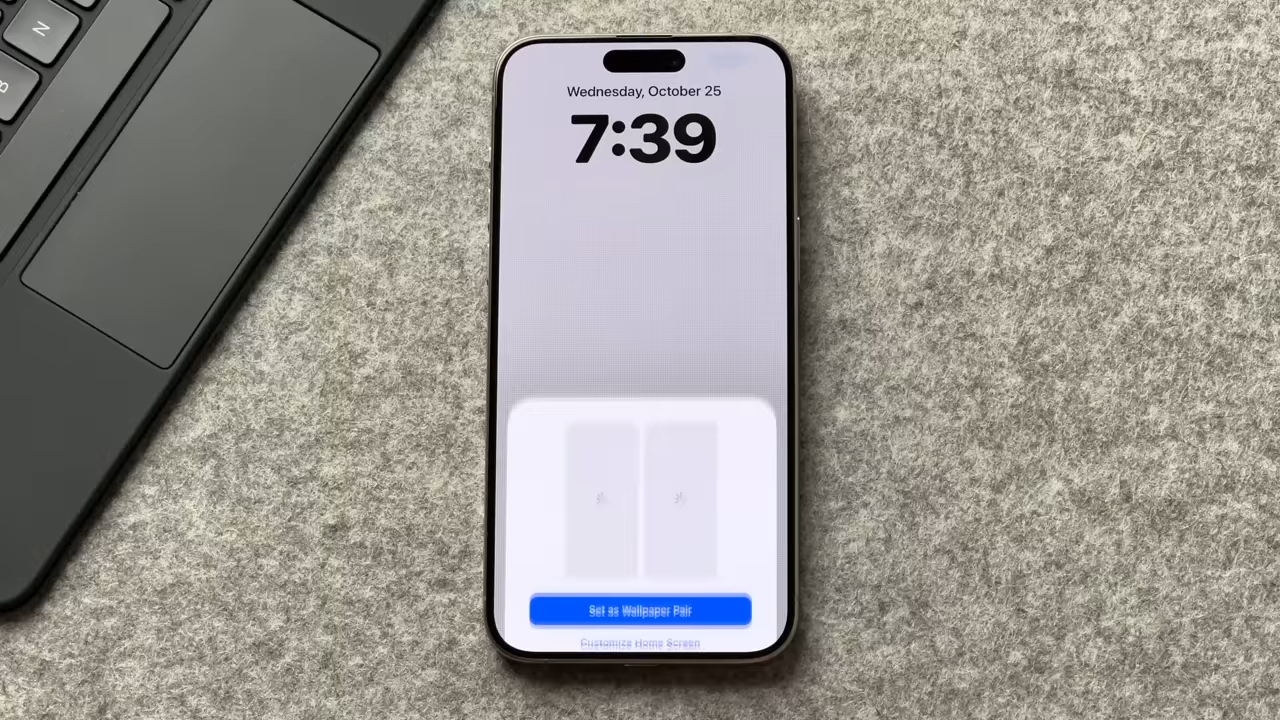 N
B
Wednesday, October 25
7:39
Set as Wallpaper Pair
Customize Home Screen